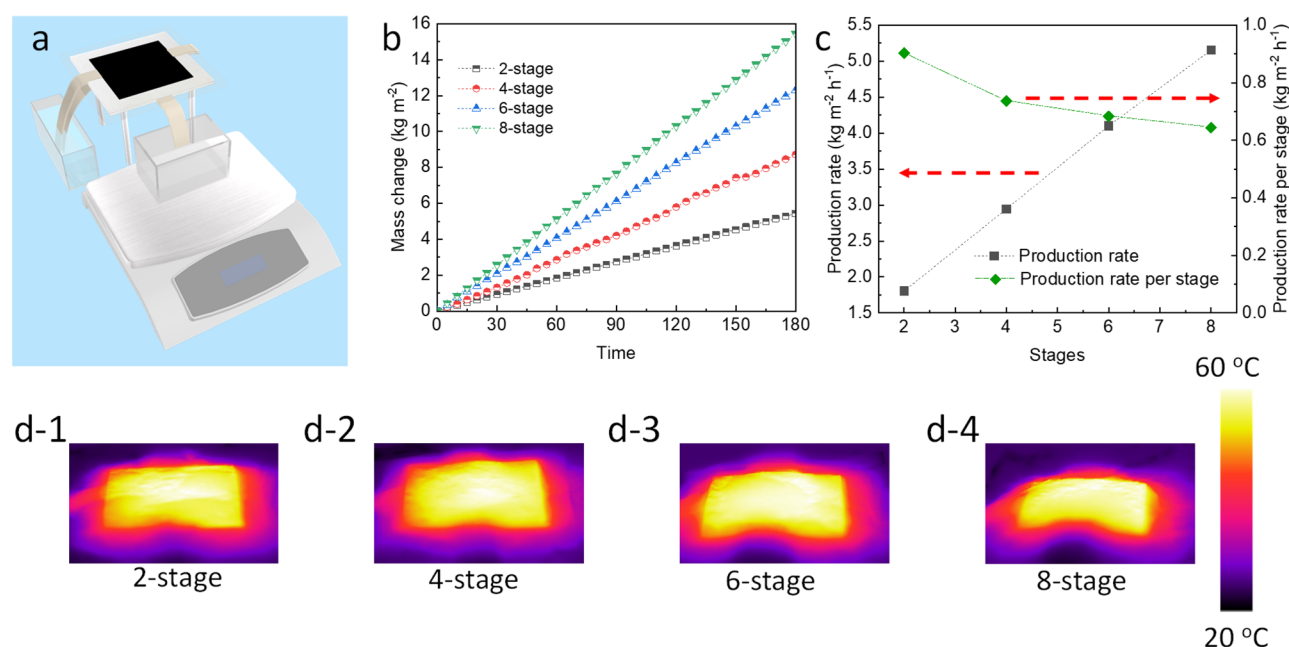 a
b
Mass change (kg m⁻²)
16
14
12
10
8
6
4
2
0
2-stage
4-stage
6-stage
8-stage
0 30 60 90 120 150 180
Time
c
Production rate (kg m⁻² h⁻¹)
5.5
5.0
4.5
4.0
3.5
3.0
2.5
2.0
1.5
Production rate
Production rate per stage
2 3 4 5 6 7 8
Stages
1.0
0.8
0.6
0.4
0.2
0.0
Production rate per stage (kg m⁻² h⁻¹)
d-1
2-stage
d-2
4-stage
d-3
6-stage
d-4
8-stage
60 °C
20 °C